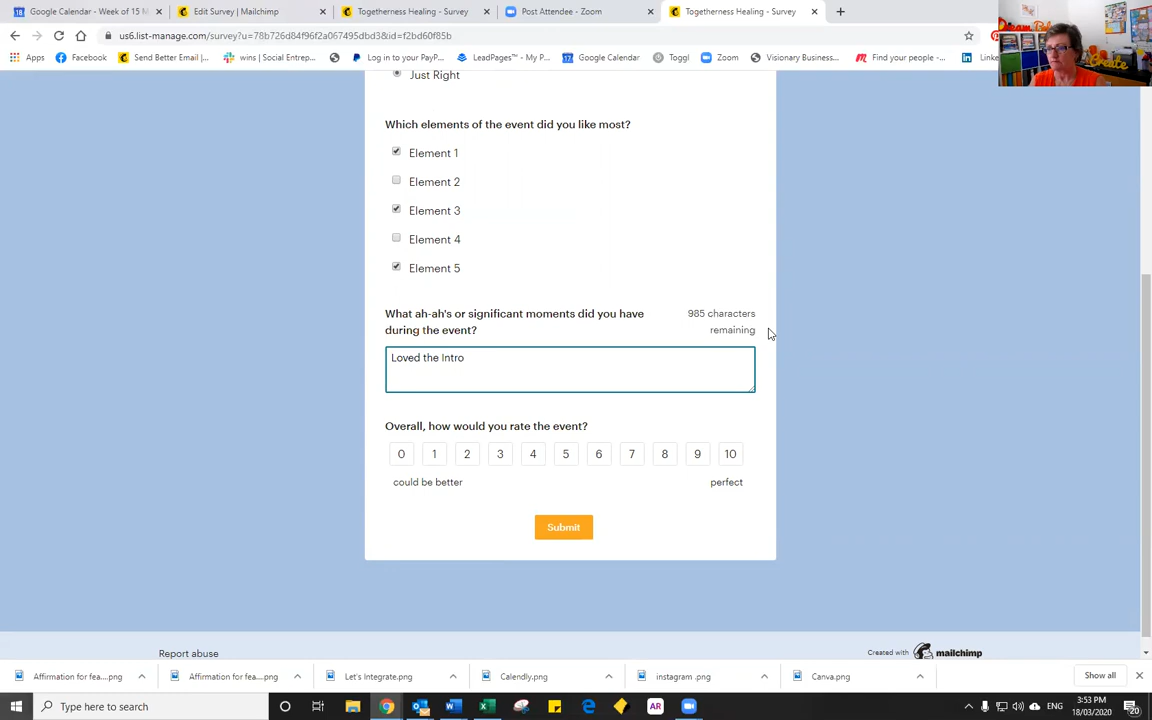 Google Calendar - Week of 15 M
Edit Survey | Mailchimp
Togetherness Healing - Survey
Post Attendee - Zoom
Togetherness Healing - Survey
us6.list-manage.com/survey?u=78b726d84f96f2a067495dbd3&id=f2bd60f85b
Apps
Facebook
Send Better Email |...
wins | Social Entrep...
Log in to your PayP...
LeadPages™ - My P...
Google Calendar
Toggl
Zoom
Visionary Business...
Find your people -...
Linke
Create
Just Right
Which elements of the event did you like most?
Element 1
Element 2
Element 3
Element 4
Element 5
What ah-ah's or significant moments did you have
during the event?
985 characters
remaining
Loved the Intro
Overall, how would you rate the event?
0 1 2 3 4 5 6 7 8 9 10
could be better perfect
Submit
Report abuse
Created with mailchimp
Affirmation for fea....png
Affirmation for fea....png
Let's Integrate.png
Calendly.png
instagram .png
Canva.png
Show all
Type here to search
AR
ENG
3:53 PM
18/03/2020
20